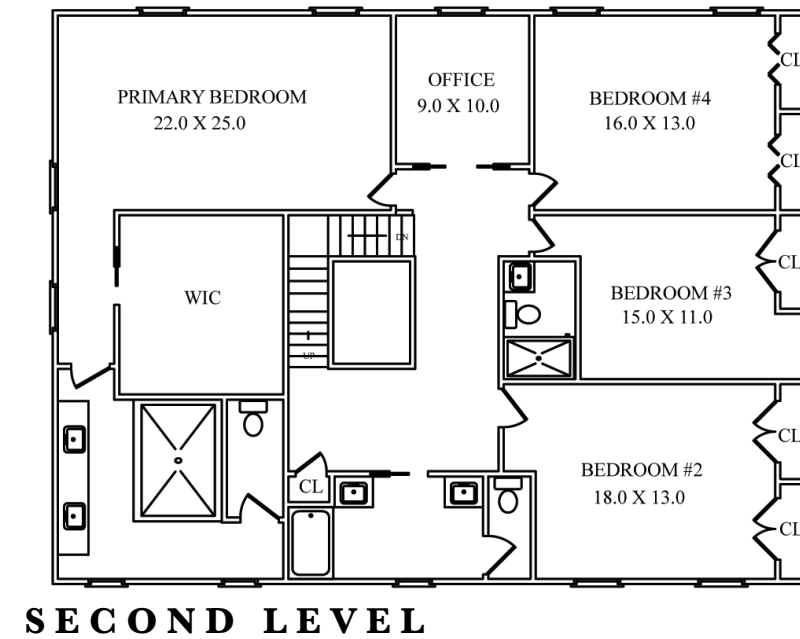 PRIMARY BEDROOM
22.0 X 25.0
OFFICE
9.0 X 10.0
BEDROOM #4
16.0 X 13.0
CL
CL
DN
WIC
UP
BEDROOM #3
15.0 X 11.0
CL
BEDROOM #2
18.0 X 13.0
CL
CL
CL
SECOND LEVEL